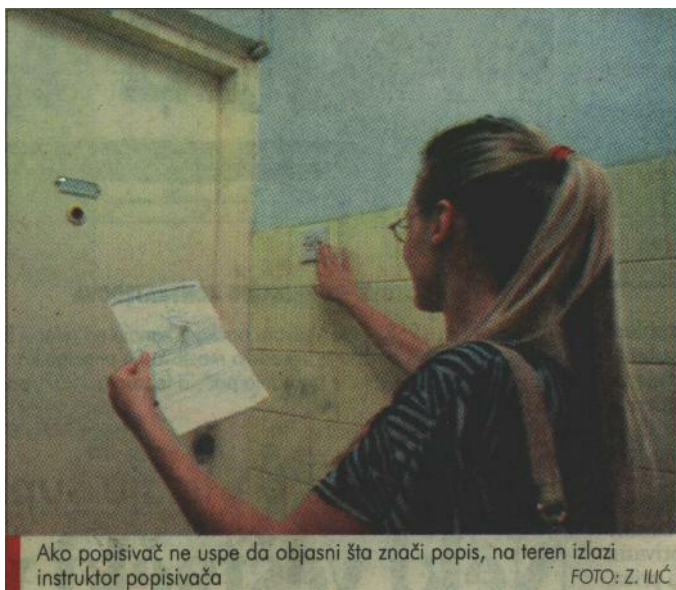 Ako popisivač ne uspe da objasni šta znači popis, na teren izlazi
instruktor popisivača
FOTO: Z. ILIĆ